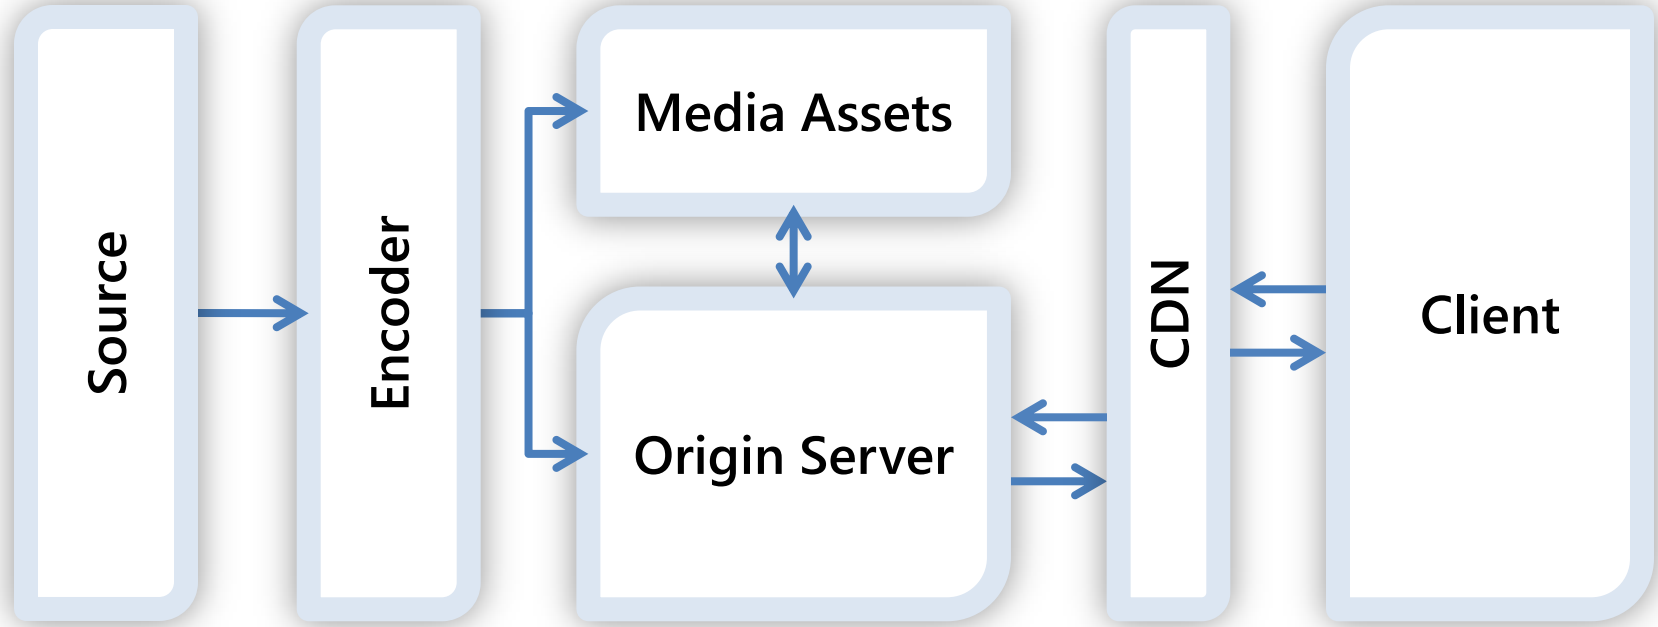 Source
Encoder
Media Assets
Origin Server
CDN
Client